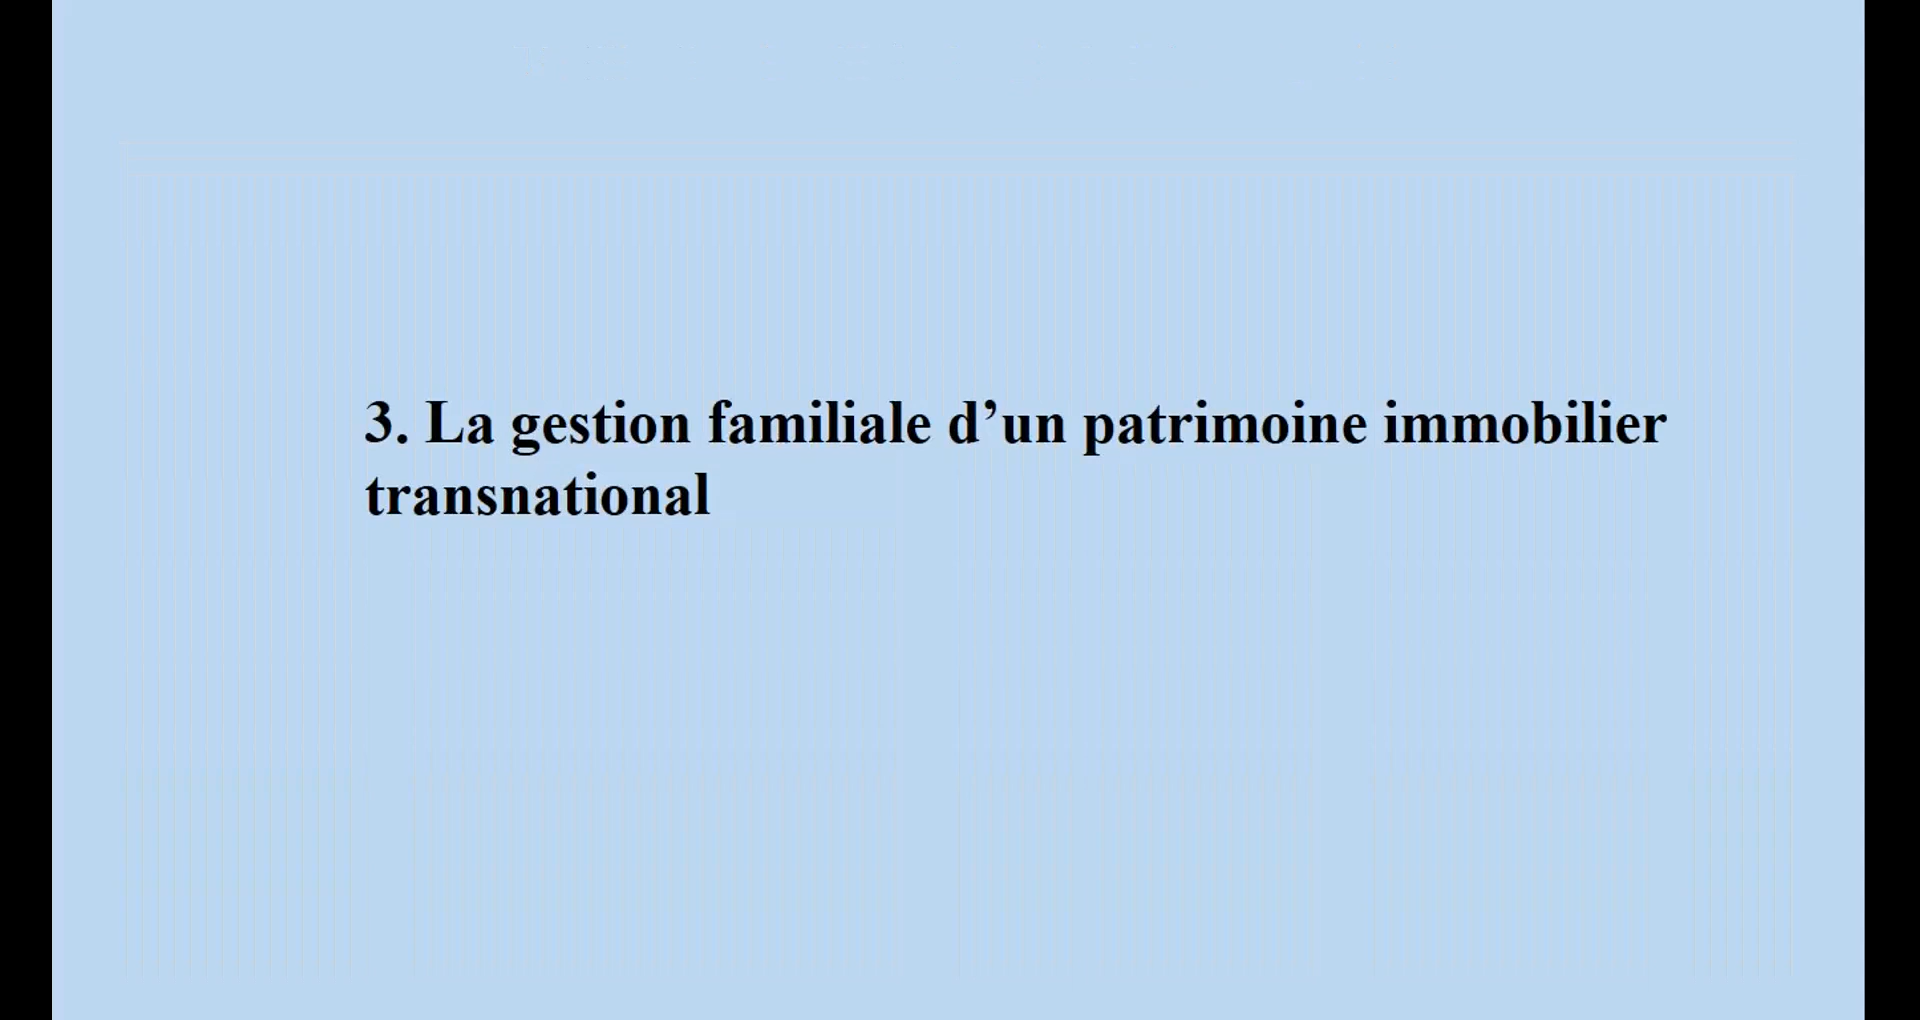 3. La gestion familiale d’un patrimoine immobilier
transnational